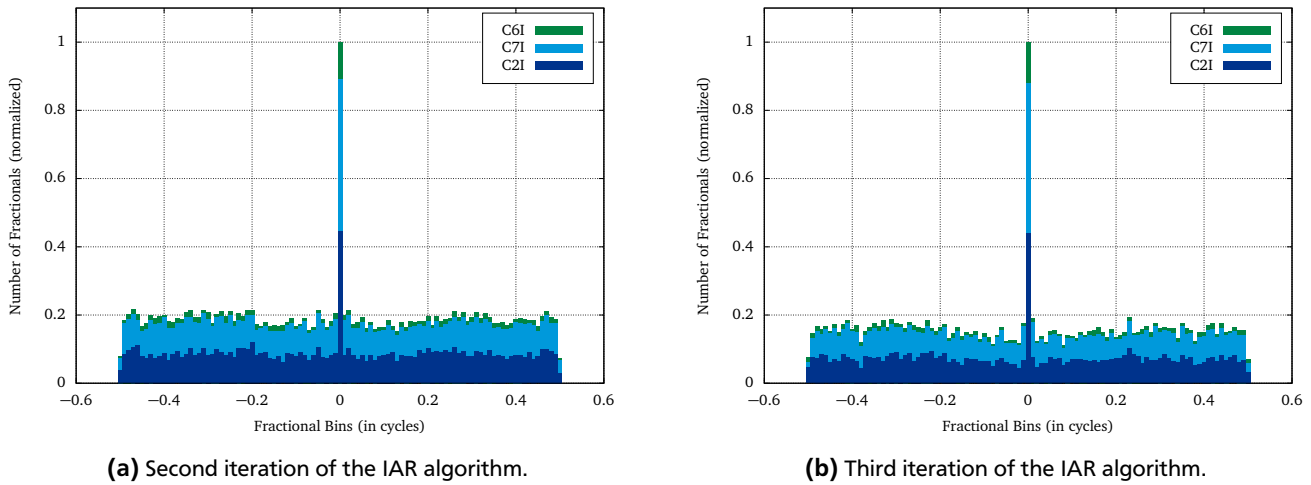 Number of Fractionals (normalized)
1
0.8
0.6
0.4
0.2
0
−0.6
−0.4
−0.2
0
0.2
0.4
0.6
Fractional Bins (in cycles)
C6I
C7I
C2I
(a) Second iteration of the IAR algorithm.
Number of Fractionals (normalized)
1
0.8
0.6
0.4
0.2
0
−0.6
−0.4
−0.2
0
0.2
0.4
0.6
Fractional Bins (in cycles)
C6I
C7I
C2I
(b) Third iteration of the IAR algorithm.